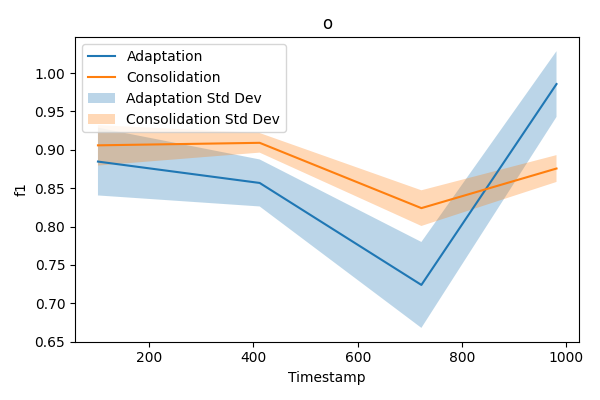 o
Adaptation
Consolidation
Adaptation Std Dev
Consolidation Std Dev
f1
1.00
0.95
0.90
0.85
0.80
0.75
0.70
0.65
200
400
600
800
1000
Timestamp